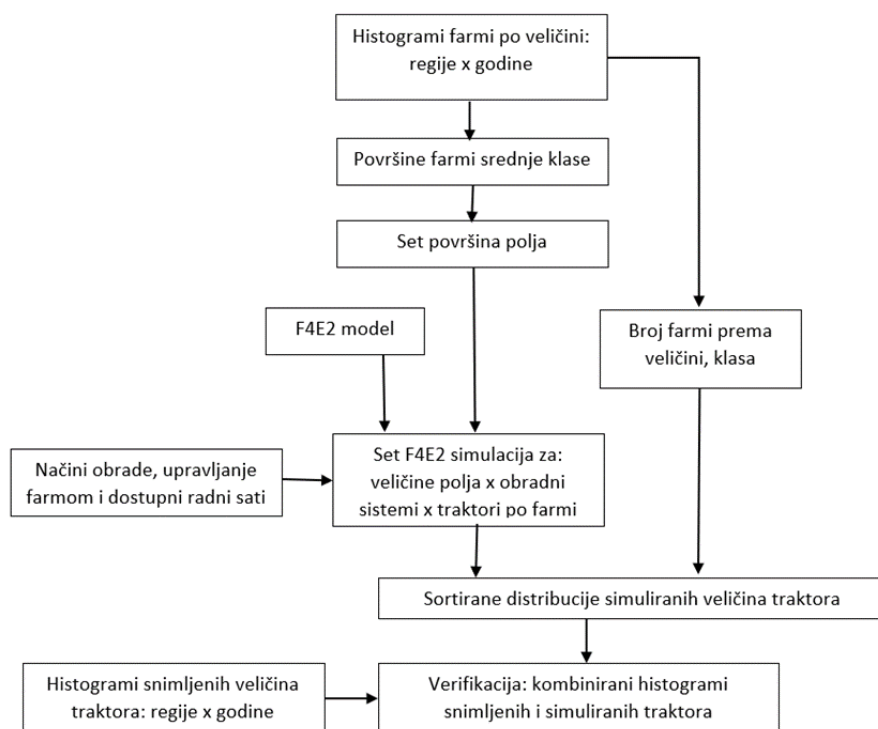 Histogrami farmi po veličini:
regije x godine
Površine farmi srednje klase
Set površina polja
F4E2 model
Broj farmi prema
veličini, klasa
Načini obrade, upravljanje
farmom i dostupni radni sati
Set F4E2 simulacija za:
veličine polja x obradni
sistemi x traktori po farmi
Sortirane distribucije simuliranih veličina traktora
Histogrami snimljenih veličina
traktora: regije x godine
Verifikacija: kombinirani histogrami
snimljenih i simuliranih traktora